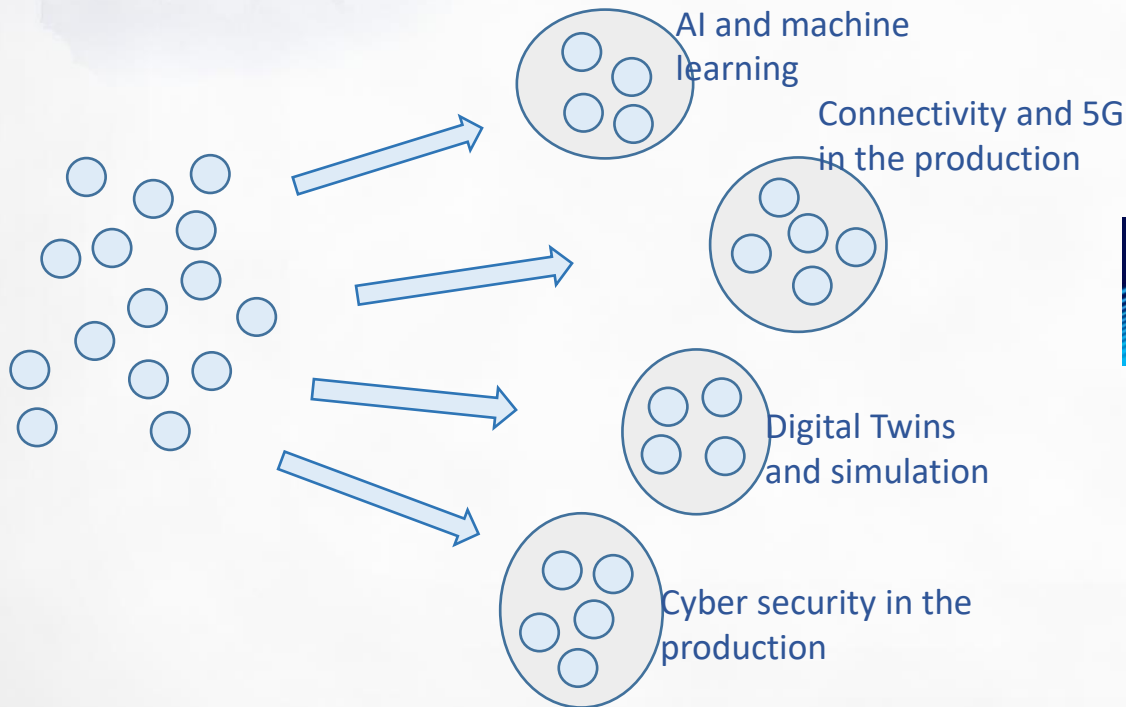 AI and machine
learning
Connectivity and 5G
in the production
Digital Twins
and simulation
Cyber security in the
production